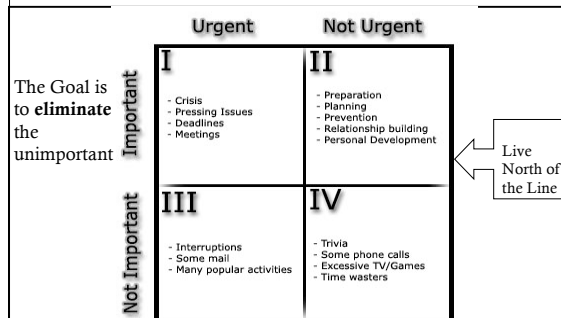 Urgent
Not Urgent
The Goal is
to eliminate
the
unimportant
Important
I
- Crisis
- Pressing Issues
- Deadlines
- Meetings
II
- Preparation
- Planning
- Prevention
- Relationship building
- Personal Development
Live
North of
the Line
Not Important
III
- Interruptions
- Some mail
- Many popular activities
IV
- Trivia
- Some phone calls
- Excessive TV/Games
- Time wasters